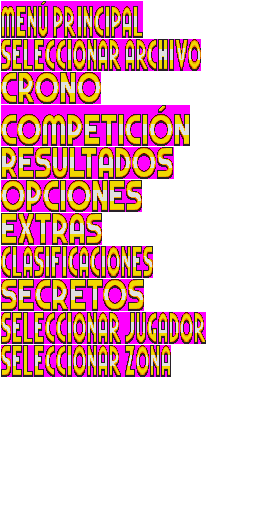 MENÚ PRINCIPAL
SELECCIONAR ARCHIVO
CRONO
COMPETICIÓN
RESULTADOS
OPCIONES
EXTRAS
CLASIFICACIONES
SECRETOS
SELECCIONAR JUGADOR
SELECCIONAR ZONA